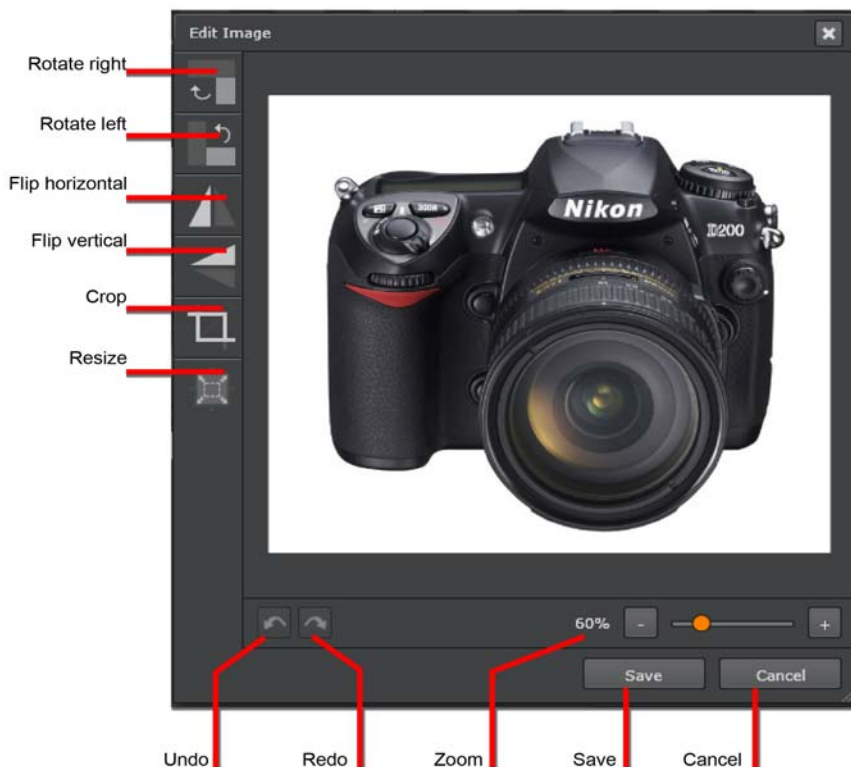 Edit Image
Rotate right
Rotate left
Flip horizontal
Flip vertical
Crop
Resize
Nikon
D200
60%
-
+
Save
Cancel
Undo
Redo
Zoom
Save
Cancel